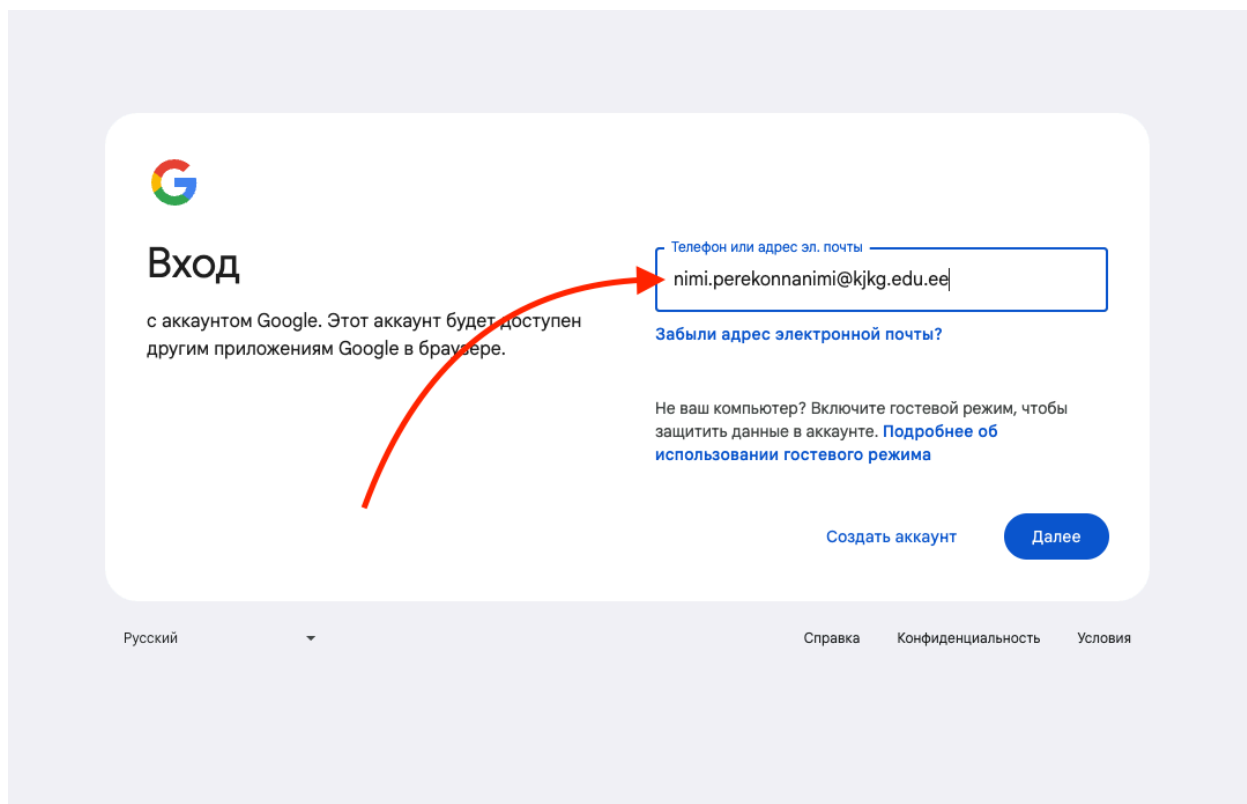 Вход
с аккаунтом Google. Этот аккаунт будет доступен
другим приложениям Google в браузере.
Телефон или адрес эл. почты
nimi.perekonnanimi@kjkg.edu.ee
Забыли адрес электронной почты?
Не ваш компьютер? Включите гостевой режим, чтобы
защитить данные в аккаунте. Подробнее об
использовании гостевого режима
Создать аккаунт
Далее
Русский
Справка
Конфиденциальность
Условия